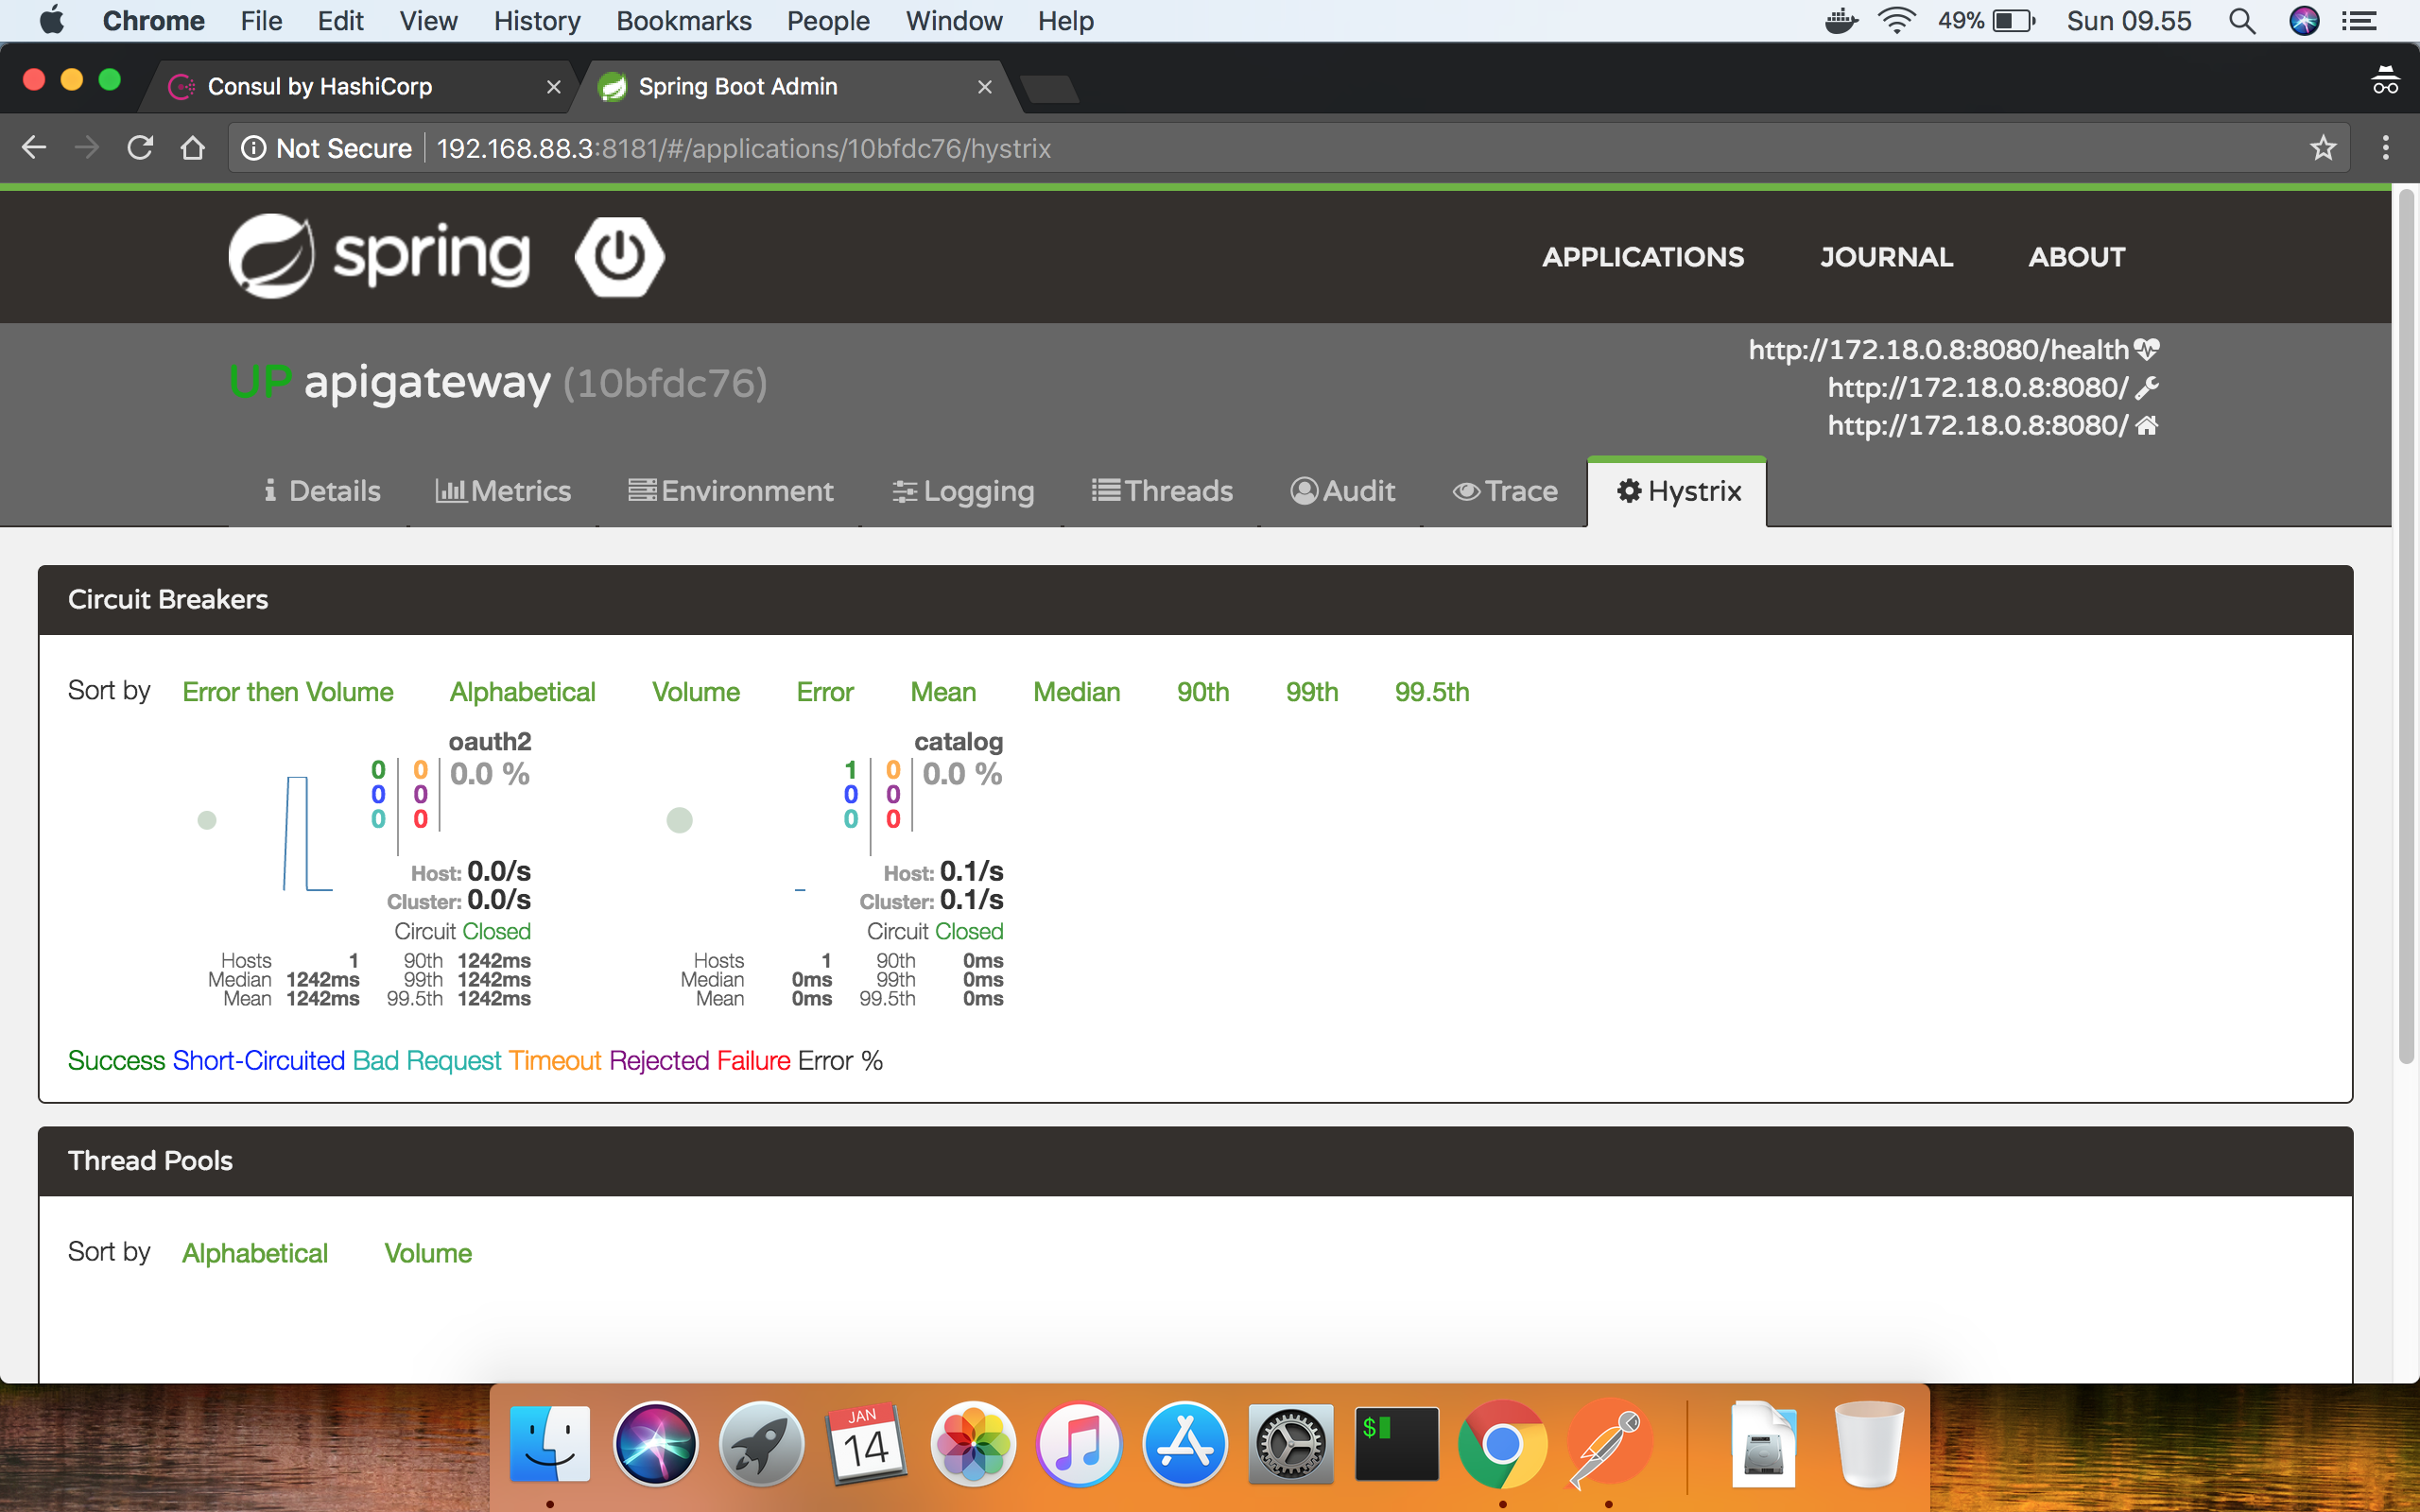 Chrome File Edit View History Bookmarks People Window Help 49% Sun 09.55
Consul by HashiCorp Spring Boot Admin
Not Secure 192.168.88.3:8181/#/applications/10bfdc76/hystrix
spring APPLICATIONS JOURNAL ABOUT
http://172.18.0.8:8080/health
UP apigateway (10bfdc76)
http://172.18.0.8:8080/
http://172.18.0.8:8080/
Details Metrics Environment Logging Threads Audit Trace Hystrix
Circuit Breakers
Sort by Error then Volume Alphabetical Volume Error Mean Median 90th 99th 99.5th
oauth2
0 0 0.0 %
0 0
0 0
Host: 0.0/s
Cluster: 0.0/s
Circuit Closed
Hosts 1 90th 1242ms
Median 1242ms 99th 1242ms
Mean 1242ms 99.5th 1242ms
catalog
1 0 0.0 %
0 0
0 0
Host: 0.1/s
Cluster: 0.1/s
Circuit Closed
Hosts 1 90th 0ms
Median 0ms 99th 0ms
Mean 0ms 99.5th 0ms
Success Short-Circuited Bad Request Timeout Rejected Failure Error %
Thread Pools
Sort by Alphabetical Volume
JAN
14
$